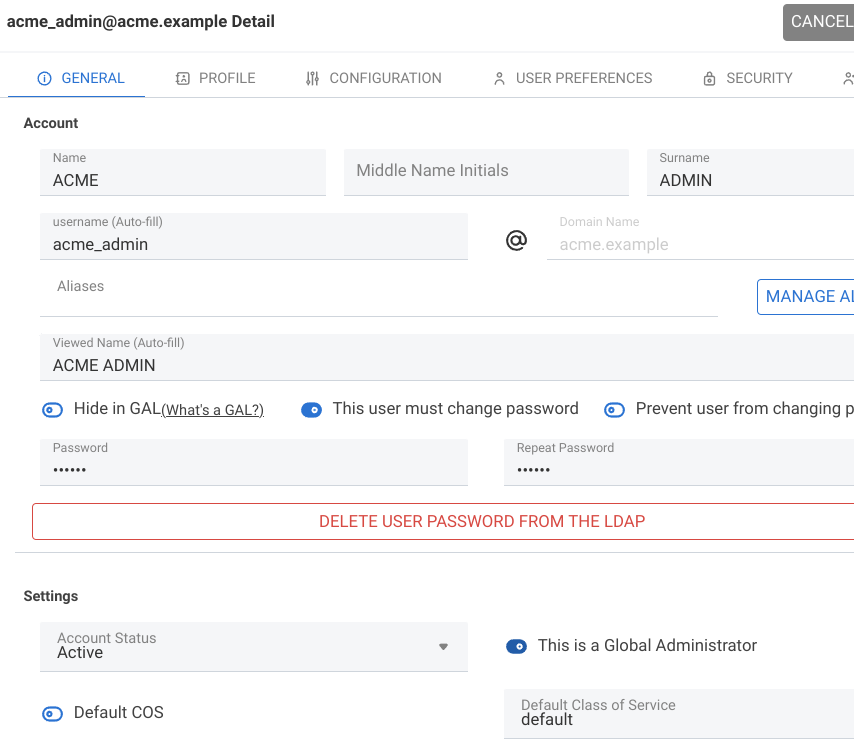 acme_admin@acme.example Detail
CANCEL
GENERAL
PROFILE
CONFIGURATION
USER PREFERENCES
SECURITY
Account
Name
ACME
Middle Name Initials
Surname
ADMIN
username (Auto-fill)
acme_admin
@
Domain Name
acme.example
Aliases
MANAGE AL
Viewed Name (Auto-fill)
ACME ADMIN
Hide in GAL(What's a GAL?)
This user must change password
Prevent user from changing p
Password
••••••
Repeat Password
••••••
DELETE USER PASSWORD FROM THE LDAP
Settings
Account Status
Active
This is a Global Administrator
Default COS
Default Class of Service
default